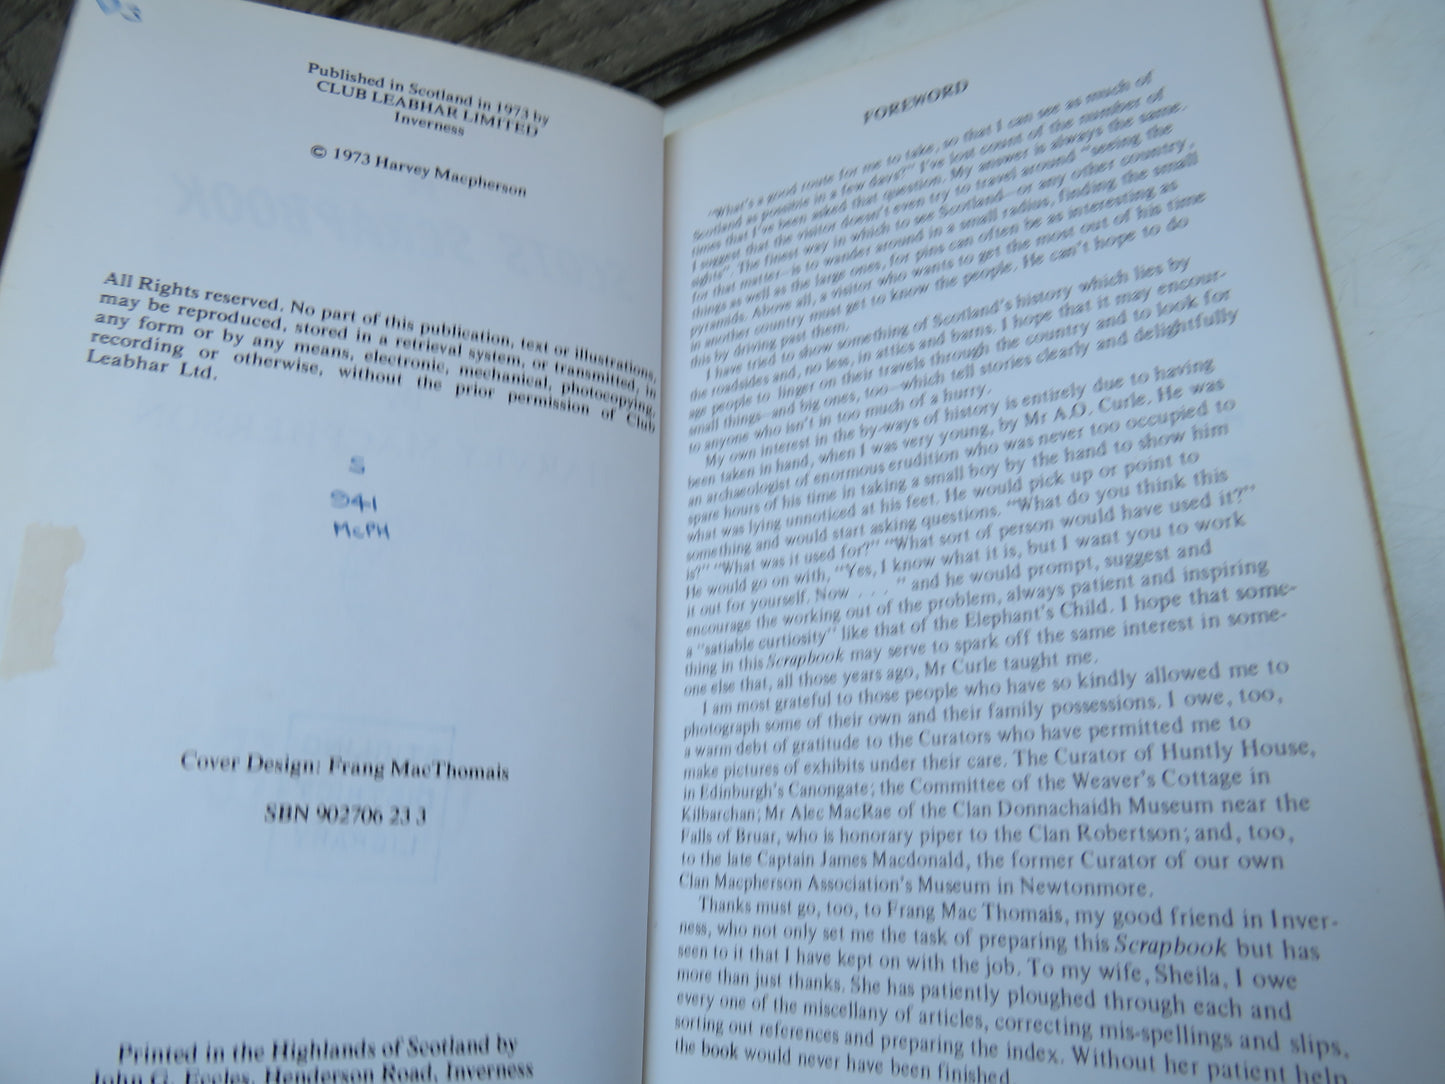 Published in Scotland in 1973 by
CLUB LEABHAR LIMITED
Inverness
© 1973 Harvey Macpherson
All Rights reserved. No part of this publication, text or illustrations,
may be reproduced, stored in a retrieval system, or transmitted, in
any form or by any means, electronic, mechanical, photocopying,
recording or otherwise, without the prior permission of Club
Leabhar Ltd.
S
941
McPH
Cover Design: Frang MacThomais
SBN 902706 23 3
Printed in the Highlands of Scotland by
John G. Eccles, Henderson Road, Inverness
FOREWORD
"What's a good route for me to take, so that I can see as much of
Scotland as possible in a few days?" I've lost count of the number of
times that I've been asked that question. My answer is always the same.
I suggest that the visitor doesn't even try to travel around "seeing the
sights". The finest way in which to see Scotland—or any other country,
for that matter—is to wander around in a small radius, finding the small
things as well as the large ones, for pins can often be as interesting as
pyramids. Above all, a visitor who wants to get the most out of his time
in another country must get to know the people. He can't hope to do
this by driving past them.
I have tried to show something of Scotland's history which lies by
the roadsides and, no less, in attics and barns. I hope that it may encour-
age people to linger on their travels through the country and to look for
small things—and big ones, too—which tell stories clearly and delightfully
to anyone who isn't in too much of a hurry.
My own interest in the by-ways of history is entirely due to having
been taken in hand, when I was very young, by Mr A.O. Curle. He was
an archaeologist of enormous erudition who was never too occupied to
spare hours of his time in taking a small boy by the hand to show him
what was lying unnoticed at his feet. He would pick up or point to
something and would start asking questions. "What do you think this
is?" "What was it used for?" "What sort of person would have used it?"
He would go on with, "Yes, I know what it is, but I want you to work
it out for yourself. Now . . . " and he would prompt, suggest and
encourage the working out of the problem, always patient and inspiring
a "satiable curtiosity" like that of the Elephant's Child. I hope that some-
thing in this Scrapbook may serve to spark off the same interest in some-
one else that, all those years ago, Mr Curle taught me.
I am most grateful to those people who have so kindly allowed me to
photograph some of their own and their family possessions. I owe, too,
a warm debt of gratitude to the Curators who have permitted me to
make pictures of exhibits under their care. The Curator of Huntly House,
in Edinburgh's Canongate; the Committee of the Weaver's Cottage in
Kilbarchan; Mr Alec MacRae of the Clan Donnachaidh Museum near the
Falls of Bruar, who is honorary piper to the Clan Robertson; and, too,
to the late Captain James Macdonald, the former Curator of our own
Clan Macpherson Association's Museum in Newtonmore.
Thanks must go, too, to Frang Mac Thomais, my good friend in Inver-
ness, who not only set me the task of preparing this Scrapbook but has
seen to it that I have kept on with the job. To my wife, Sheila, I owe
more than just thanks. She has patiently ploughed through each and
every one of the miscellany of articles, correcting mis-spellings and slips,
sorting out references and preparing the index. Without her patient help
the book would never have been finished.